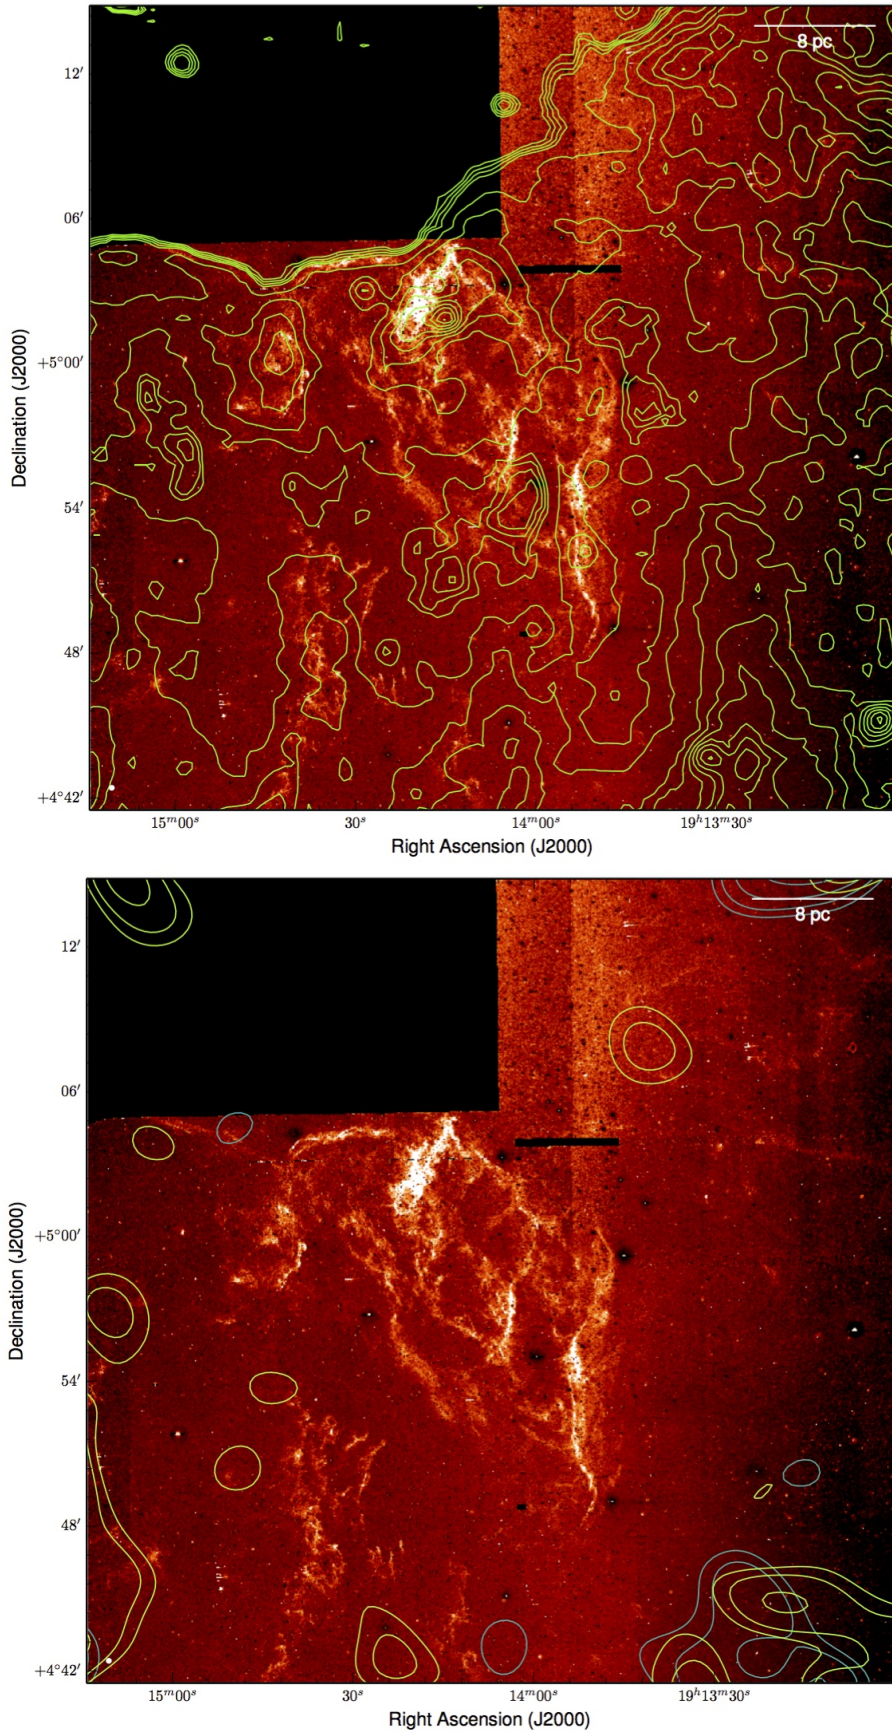 8 pc
12′
06′
+5°00′
54′
48′
+4°42′
Declination (J2000)
15ᵐ00ˢ
30ˢ
14ᵐ00ˢ
19ʰ13ᵐ30ˢ
Right Ascension (J2000)
8 pc
12′
06′
+5°00′
54′
48′
+4°42′
Declination (J2000)
15ᵐ00ˢ
30ˢ
14ᵐ00ˢ
19ʰ13ᵐ30ˢ
Right Ascension (J2000)